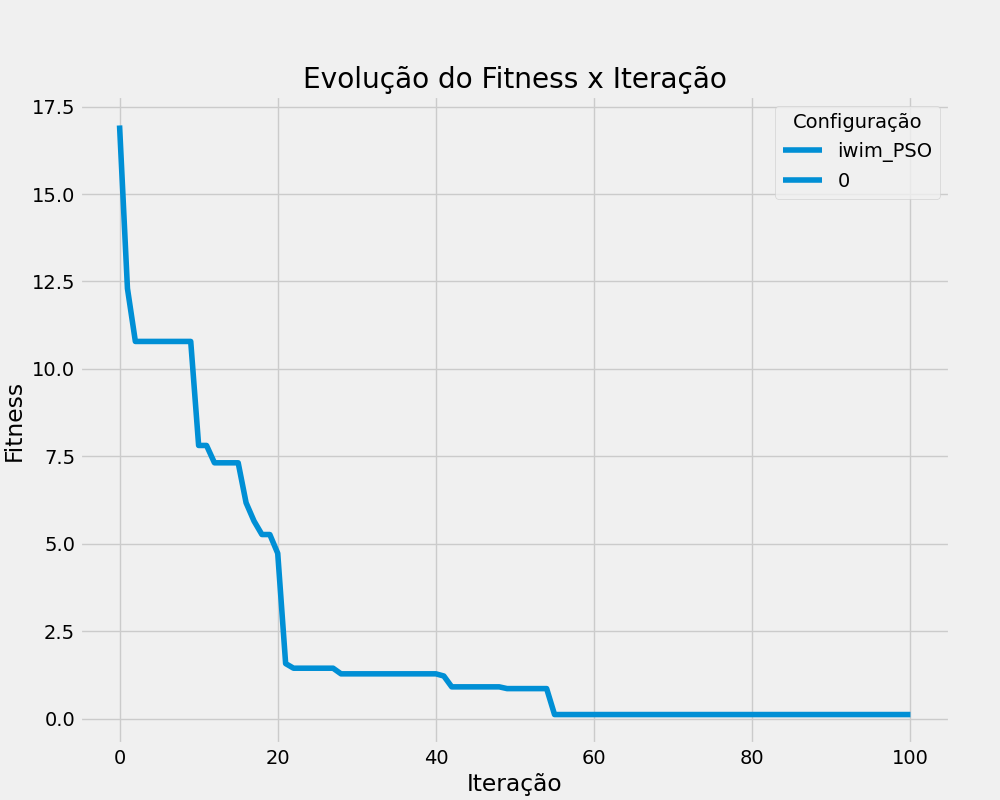 Evolução do Fitness x Iteração
Configuração
iwim_PSO
0
Fitness
17.5
15.0
12.5
10.0
7.5
5.0
2.5
0.0
0 20 40 60 80 100
Iteração